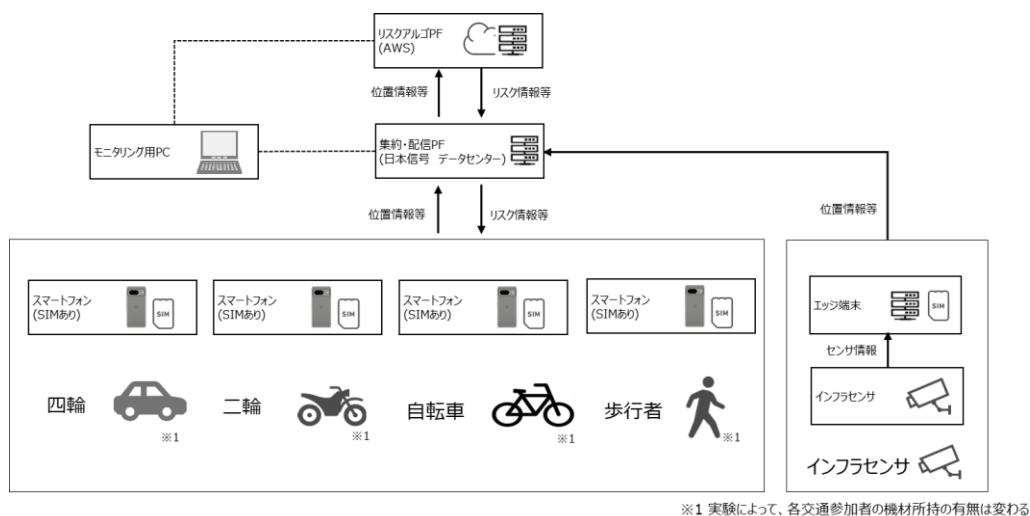 リスクアルゴPF
(AWS)
位置情報等
リスク情報等
モニタリング用PC
集約・配信PF
(日本信号 データセンター)
位置情報等
リスク情報等
位置情報等
スマートフォン
(SIMあり)
SIM
スマートフォン
(SIMあり)
SIM
スマートフォン
(SIMあり)
SIM
スマートフォン
(SIMあり)
SIM
エッジ端末
SIM
センサ情報
インフラセンサ
四輪
※1
二輪
※1
自転車
※1
歩行者
※1
インフラセンサ
※1 実験によって、各交通参加者の機材所持の有無は変わる